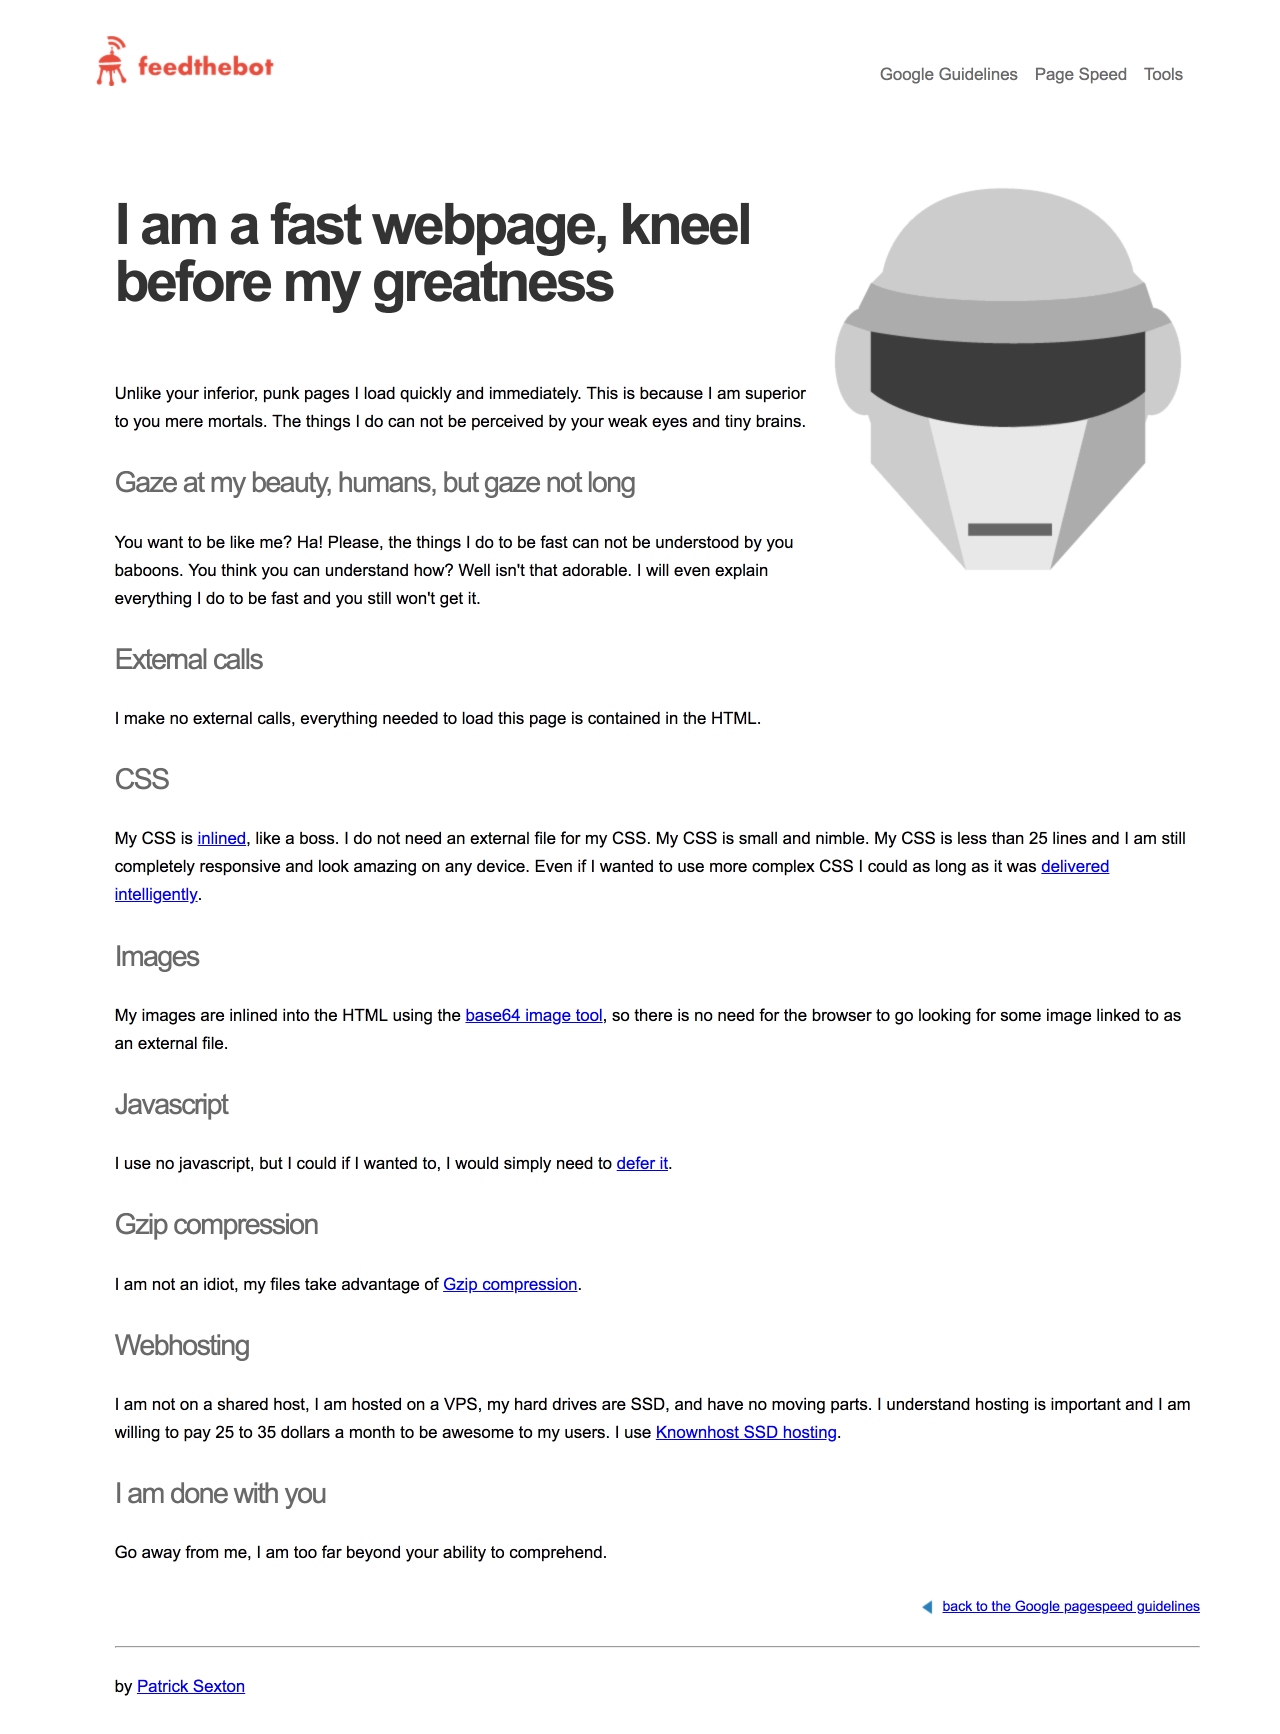 feedthebot
Google Guidelines Page Speed Tools
I am a fast webpage, kneel
before my greatness
Unlike your inferior, punk pages I load quickly and immediately. This is because I am superior
to you mere mortals. The things I do can not be perceived by your weak eyes and tiny brains.
Gaze at my beauty, humans, but gaze not long
You want to be like me? Ha! Please, the things I do to be fast can not be understood by you
baboons. You think you can understand how? Well isn't that adorable. I will even explain
everything I do to be fast and you still won't get it.
External calls
I make no external calls, everything needed to load this page is contained in the HTML.
CSS
My CSS is inlined, like a boss. I do not need an external file for my CSS. My CSS is small and nimble. My CSS is less than 25 lines and I am still
completely responsive and look amazing on any device. Even if I wanted to use more complex CSS I could as long as it was delivered
intelligently.
Images
My images are inlined into the HTML using the base64 image tool, so there is no need for the browser to go looking for some image linked to as
an external file.
Javascript
I use no javascript, but I could if I wanted to, I would simply need to defer it.
Gzip compression
I am not an idiot, my files take advantage of Gzip compression.
Webhosting
I am not on a shared host, I am hosted on a VPS, my hard drives are SSD, and have no moving parts. I understand hosting is important and I am
willing to pay 25 to 35 dollars a month to be awesome to my users. I use Knownhost SSD hosting.
I am done with you
Go away from me, I am too far beyond your ability to comprehend.
back to the Google pagespeed guidelines
by Patrick Sexton